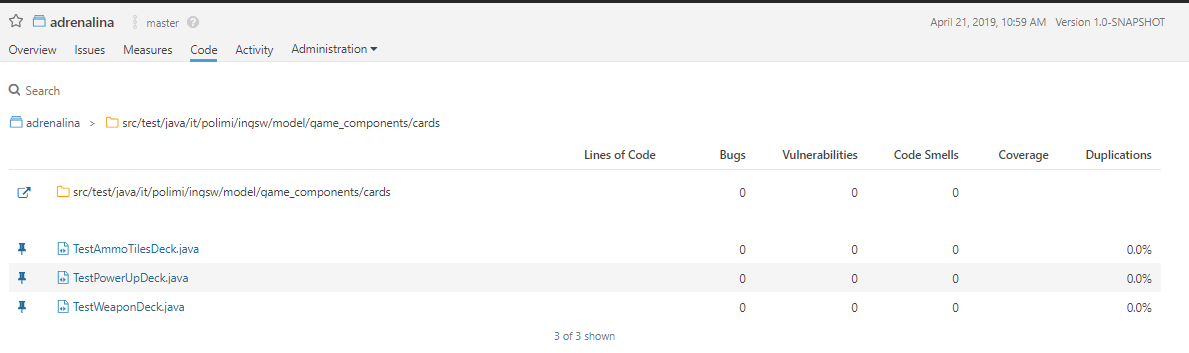 adrenalina master April 21, 2019, 10:59 AM Version 1.0-SNAPSHOT
Overview Issues Measures Code Activity Administration
Search
adrenalina > src/test/java/it/polimi/ingsw/model/game_components/cards
Lines of Code Bugs Vulnerabilities Code Smells Coverage Duplications
src/test/java/it/polimi/ingsw/model/game_components/cards 0 0 0
TestAmmoTilesDeck.java 0 0 0 0.0%
TestPowerUpDeck.java 0 0 0 0.0%
TestWeaponDeck.java 0 0 0 0.0%
3 of 3 shown